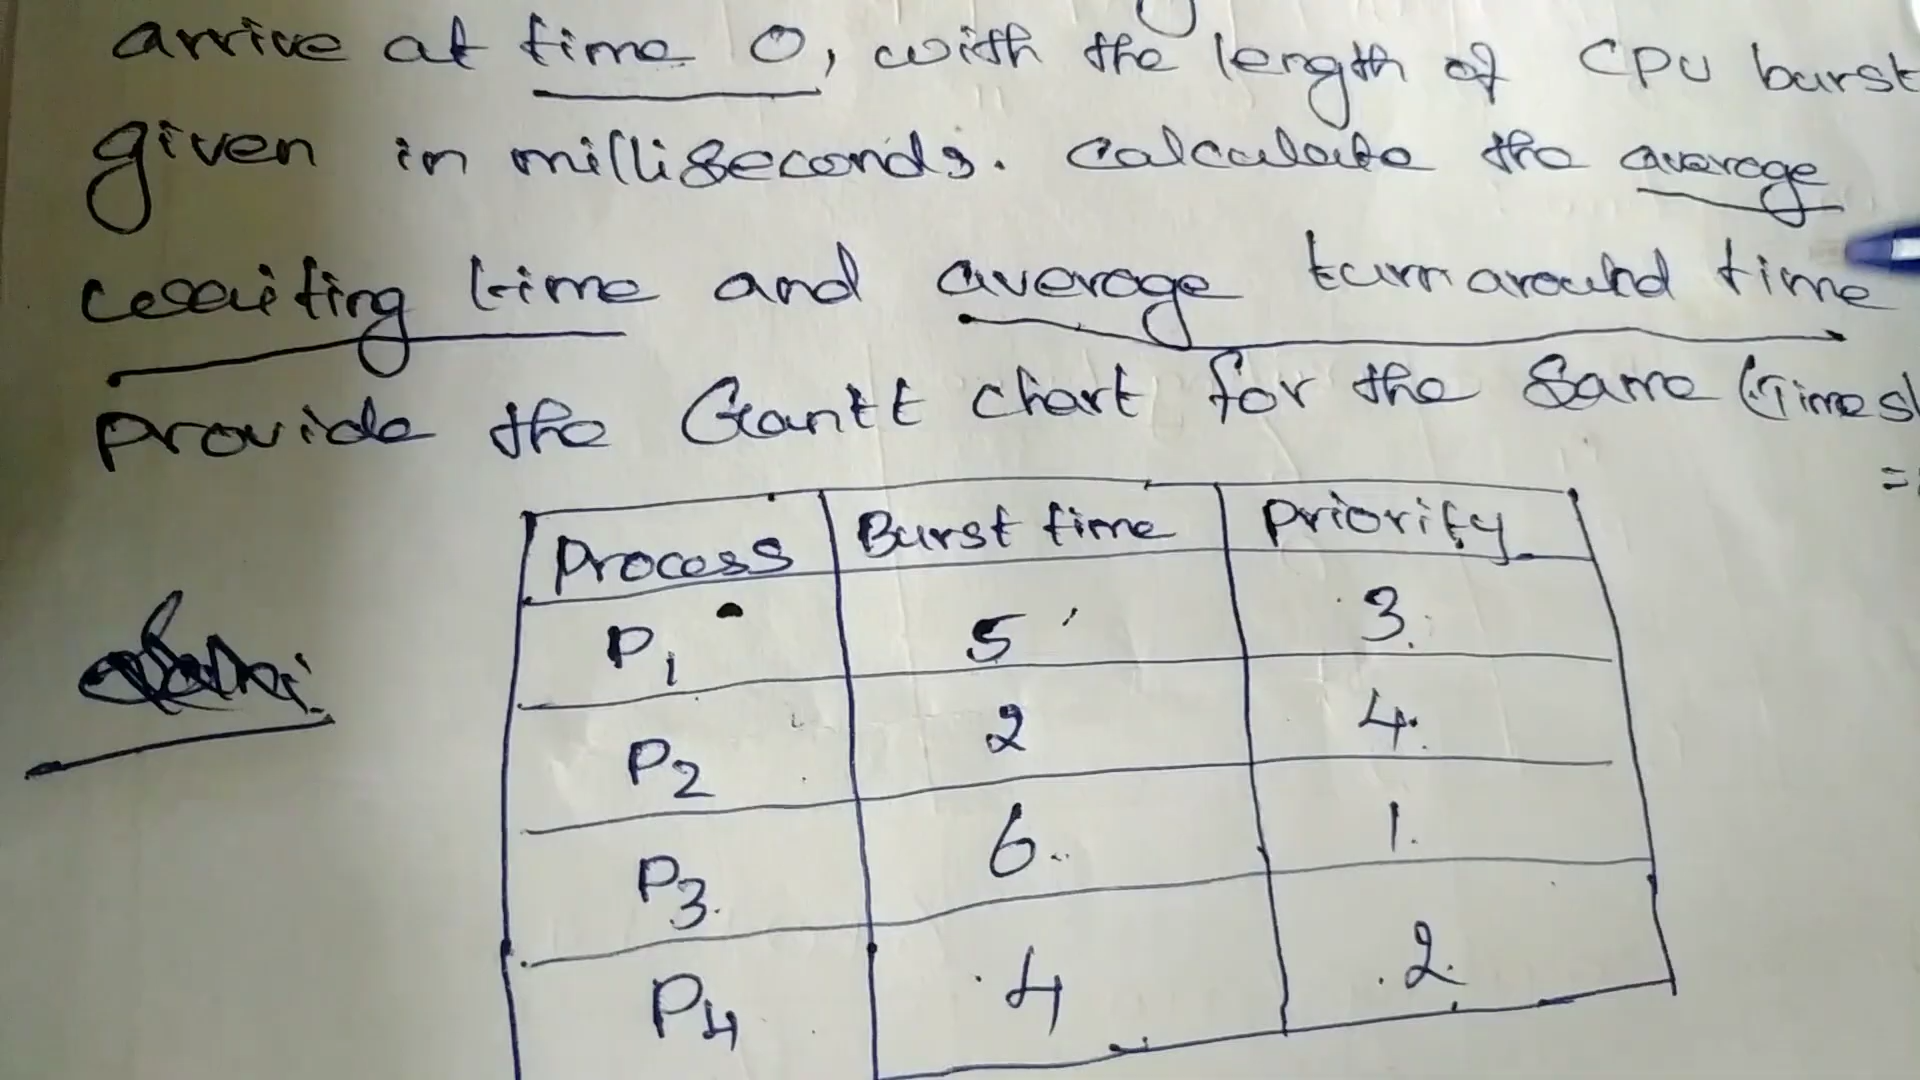 arrive at time 0, with the length of CPU burst
given in milliseconds. Calculate the average
waiting time and average turnaround time
provide the Gantt chart for the same (Times
Process Burst time Priority
P1 5 3
P2 2 4
P3 6 1
P4 4 2